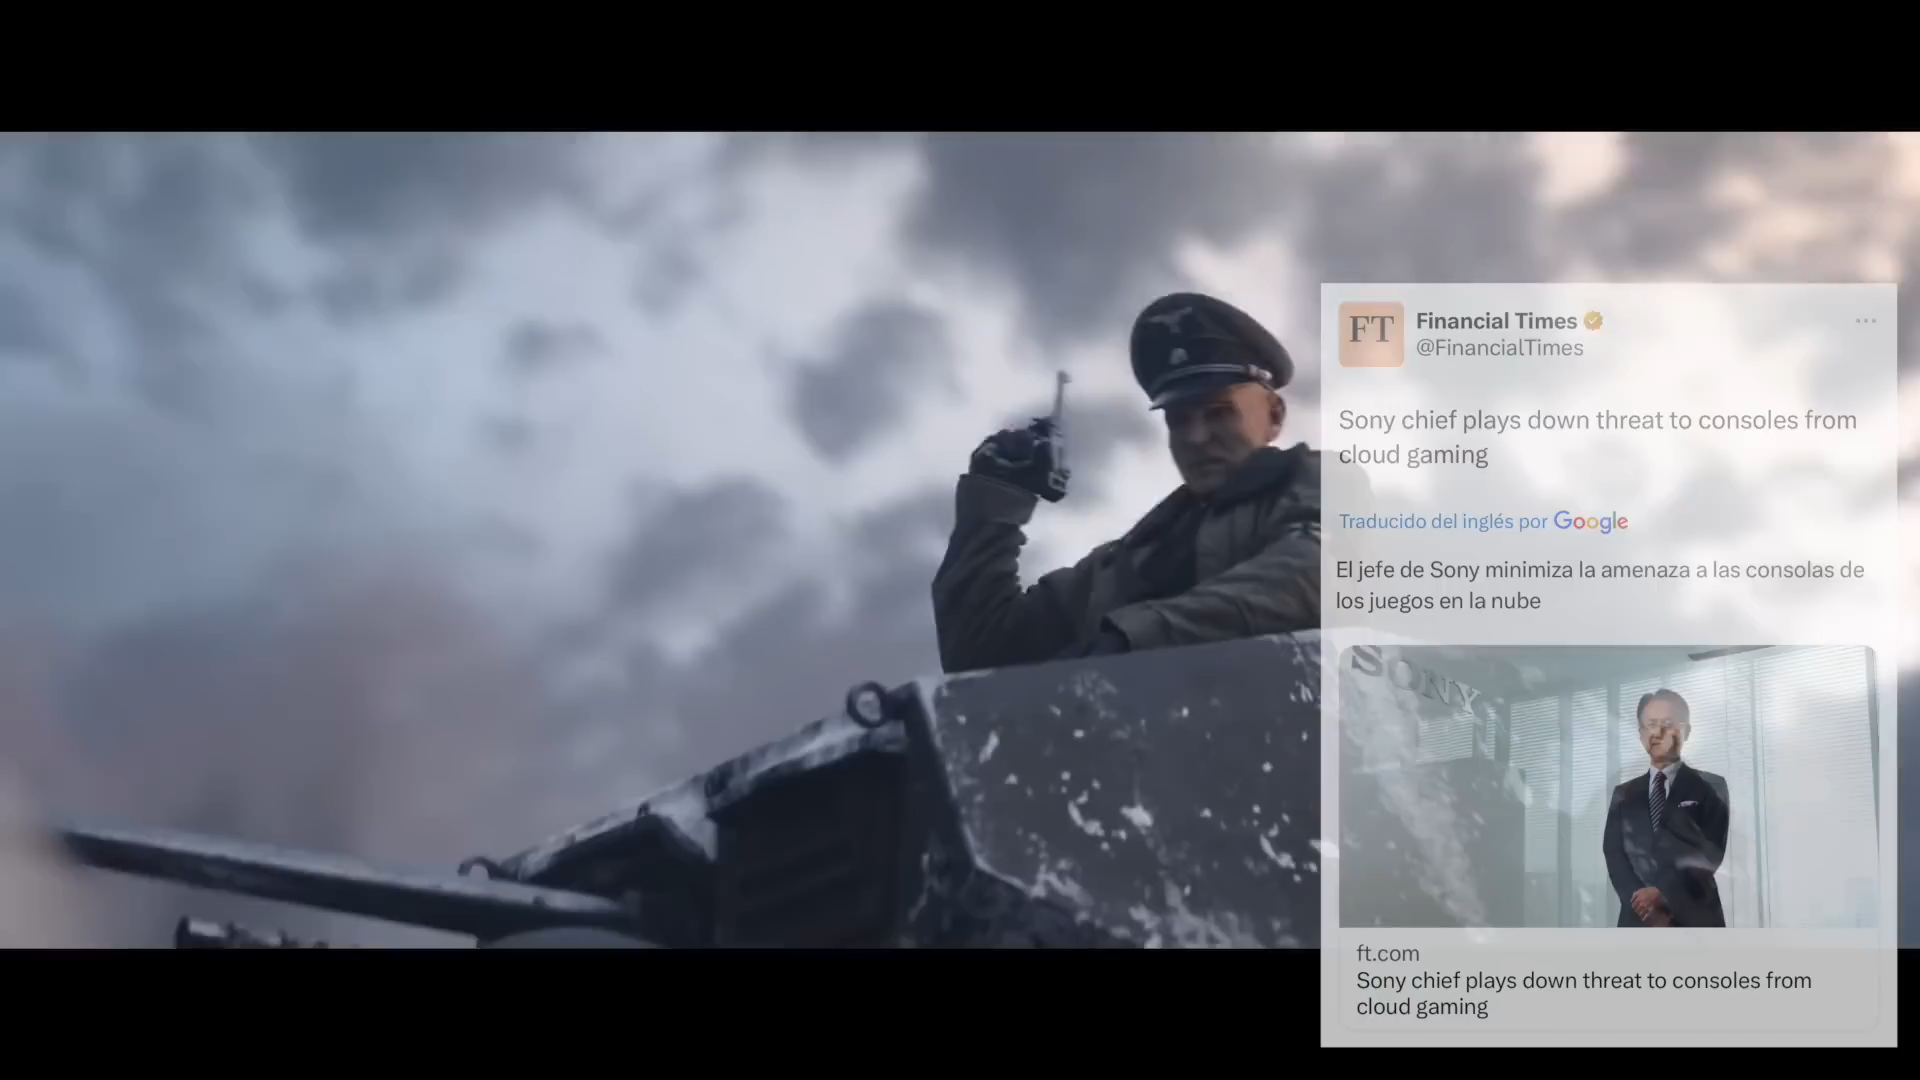 FT
Financial Times
@FinancialTimes
Sony chief plays down threat to consoles from
cloud gaming
Traducido del inglés por Google
El jefe de Sony minimiza la amenaza a las consolas de
los juegos en la nube
SONY
ft.com
Sony chief plays down threat to consoles from
cloud gaming